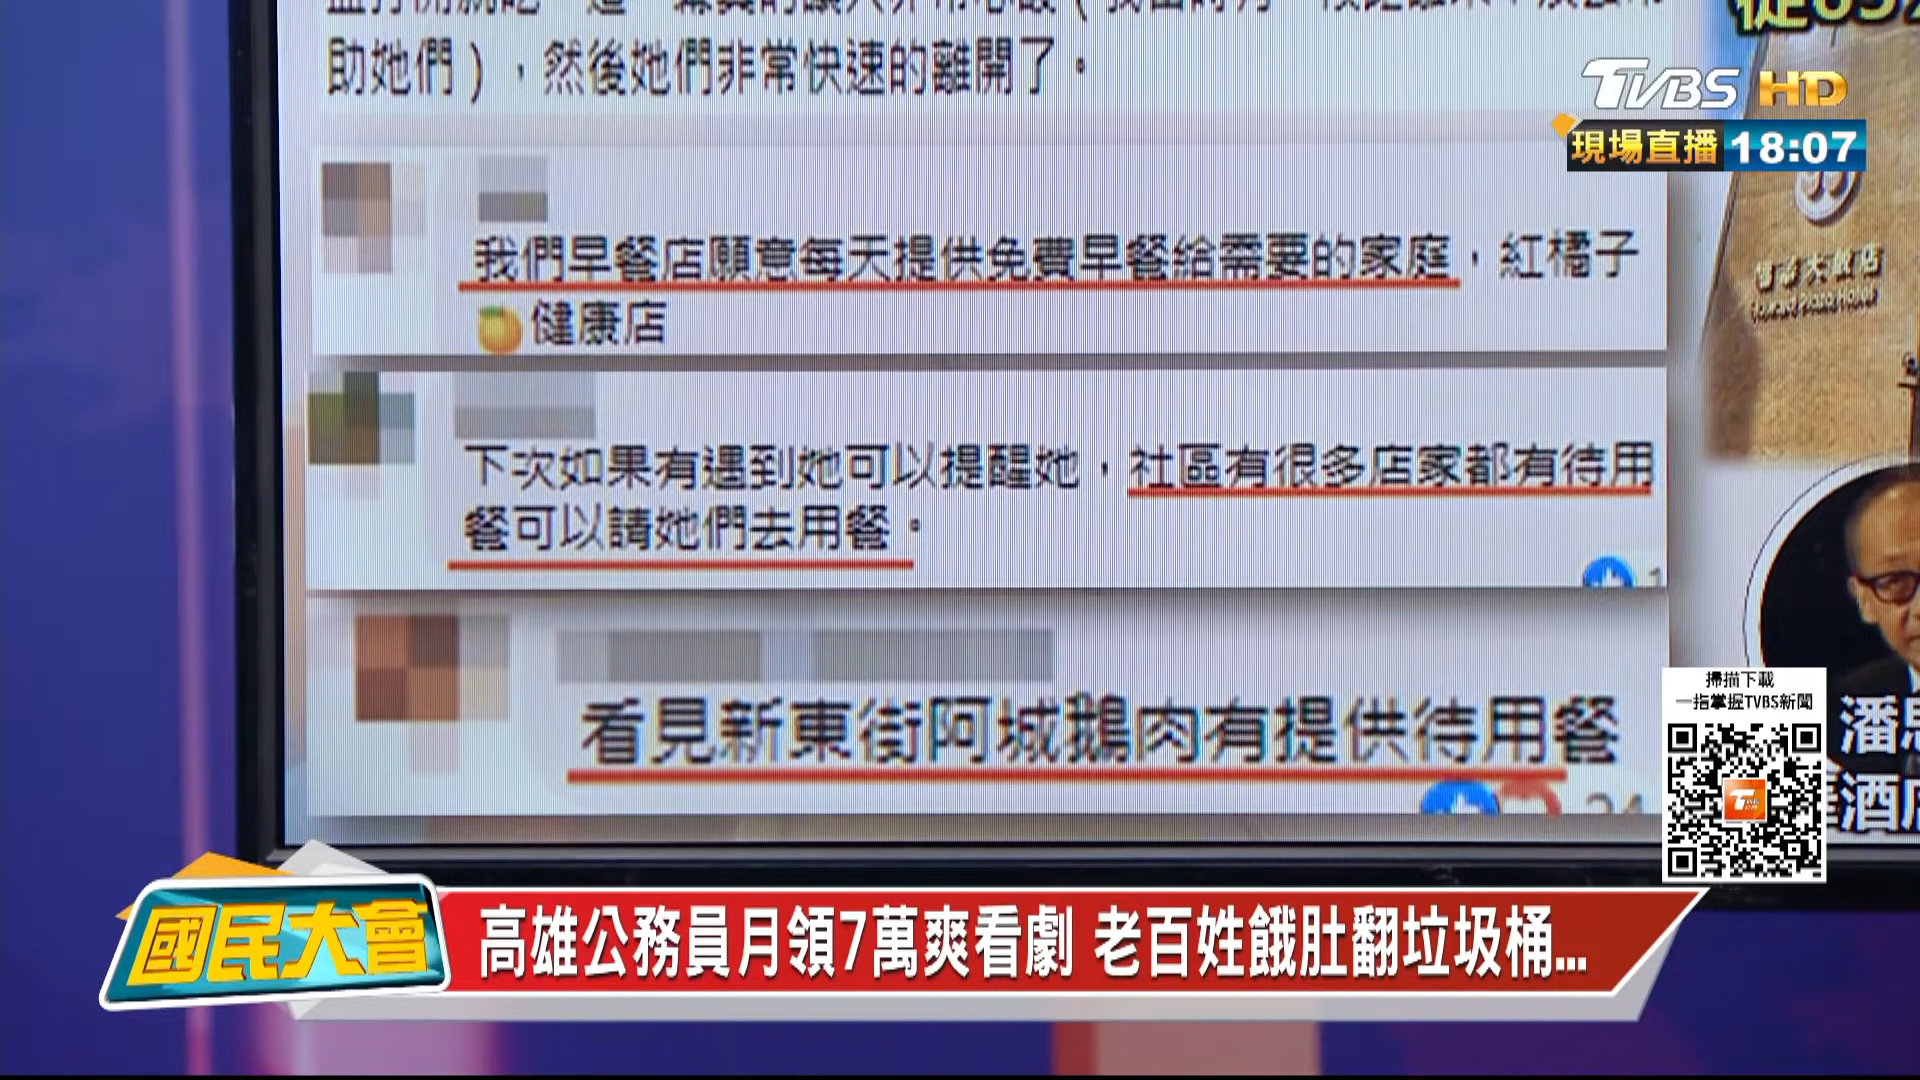 助她們），然後她們非常快速的離開了。
TVBS HD
現場直播 18:07
我們早餐店願意每天提供免費早餐給需要的家庭，紅橘子
健康店
下次如果有遇到她可以提醒她，社區有很多店家都有待用
餐可以請她們去用餐。
看見新東街阿城鵝肉有提供待用餐
24
掃描下載
一指掌握TVBS新聞
酒店
國民大會
高雄公務員月領7萬爽看劇 老百姓餓肚翻垃圾桶...